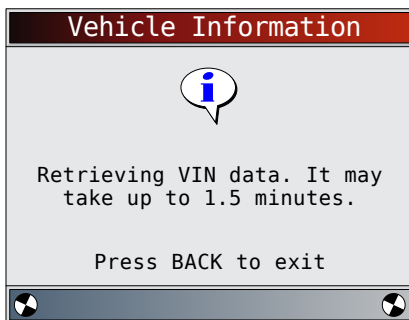 Vehicle Information
i
Retrieving VIN data. It may
take up to 1.5 minutes.
Press BACK to exit